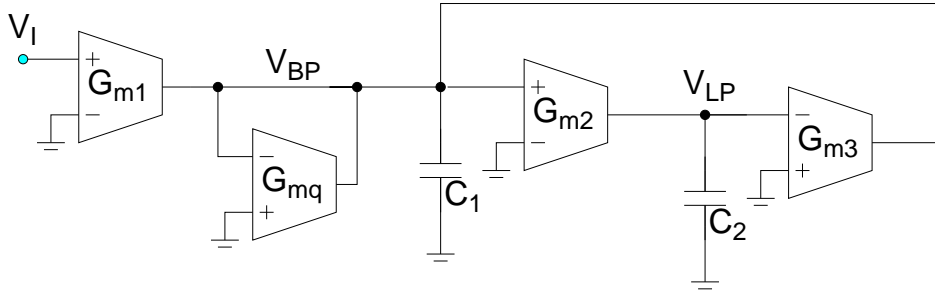 V_I
+
G_m1
−
V_BP
−
G_mq
+
C_1
+
G_m2
−
V_LP
C_2
−
G_m3
+